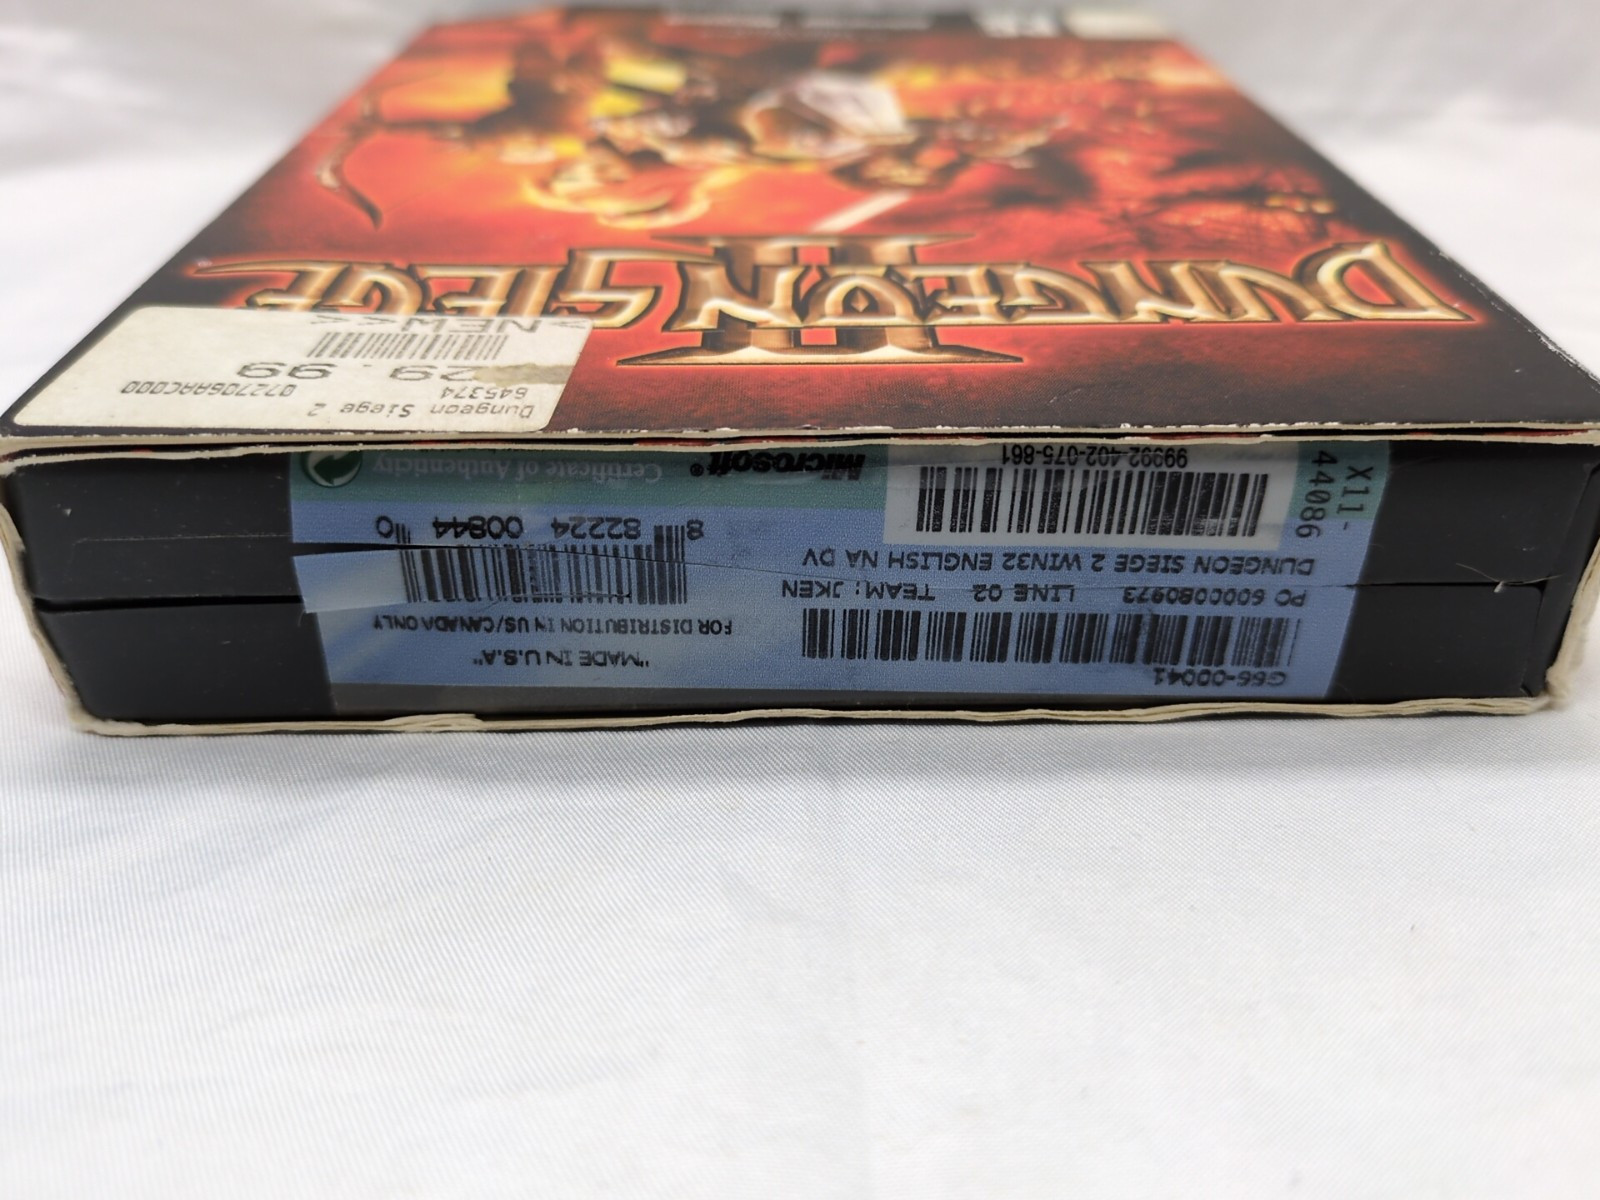 DUNGEON SIEGE
II
Dungeon Siege 2
645374 072706AAC000
29.99
>NEW<<
G66-00041
"MADE IN U.S.A"
FOR DISTRIBUTION IN US/CANADA ONLY
PO 6000080973 LINE 02 TEAM: JKEN
DUNGEON SIEGE 2 WIN32 ENGLISH NA DV
8 82224 00844 0
X11-
44086
99992-402-075-861
Microsoft®
Certificate of Authenticity